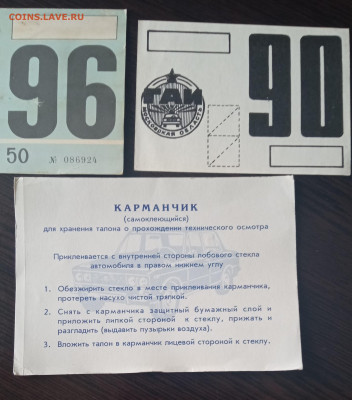 COINS.LAVE.RU
96
50 № 086924
ГАИ
МОСКОВСКАЯ ОБЛАСТЬ
90
КАРМАНЧИК
(самоклеющийся)
для хранения талона о прохождении технического осмотра
Приклеивается с внутренней стороны лобового стекла
автомобиля в правом нижнем углу
1. Обезжирить стекло в месте приклеивания карманчика,
протереть насухо чистой тряпкой.
2. Снять с карманчика защитный бумажный слой и
приложить липкой стороной к стеклу, прижать и
разгладить (выдавить пузырьки воздуха).
3. Вложить талон в карманчик лицевой стороной к стеклу.